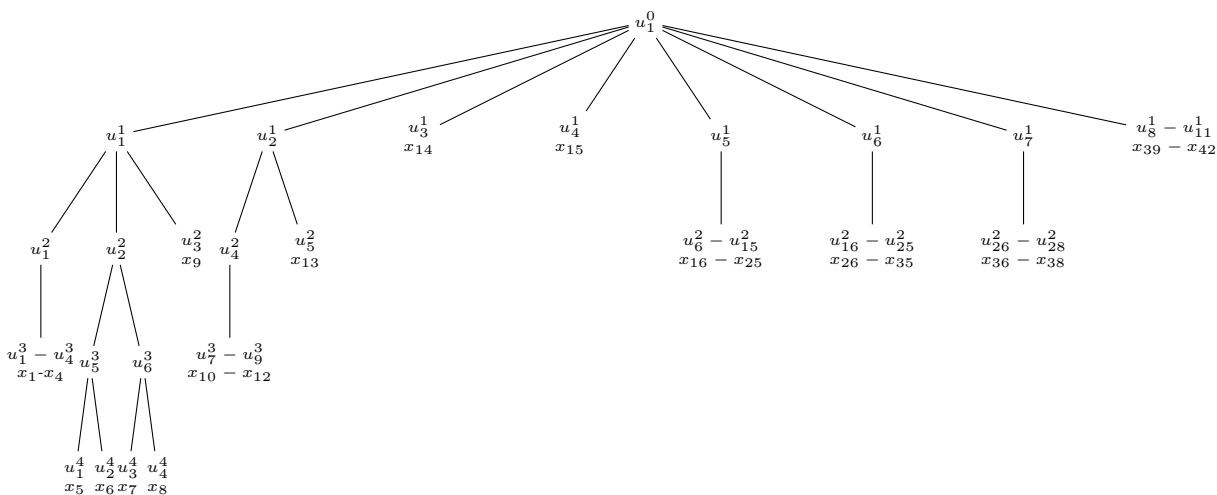 u_1^0
u_1^1 u_2^1 u_3^1 u_4^1 u_5^1 u_6^1 u_7^1 u_8^1 − u_11^1
x_14 x_15 x_39 − x_42
u_1^2 u_2^2 u_3^2 u_4^2 u_5^2 u_6^2 − u_15^2 u_16^2 − u_25^2 u_26^2 − u_28^2
x_9 x_13 x_16 − x_25 x_26 − x_35 x_36 − x_38
u_1^3 − u_4^3 u_5^3 u_6^3 u_7^3 − u_9^3
x_1-x_4 x_10 − x_12
u_1^4 u_2^4 u_3^4 u_4^4
x_5 x_6 x_7 x_8